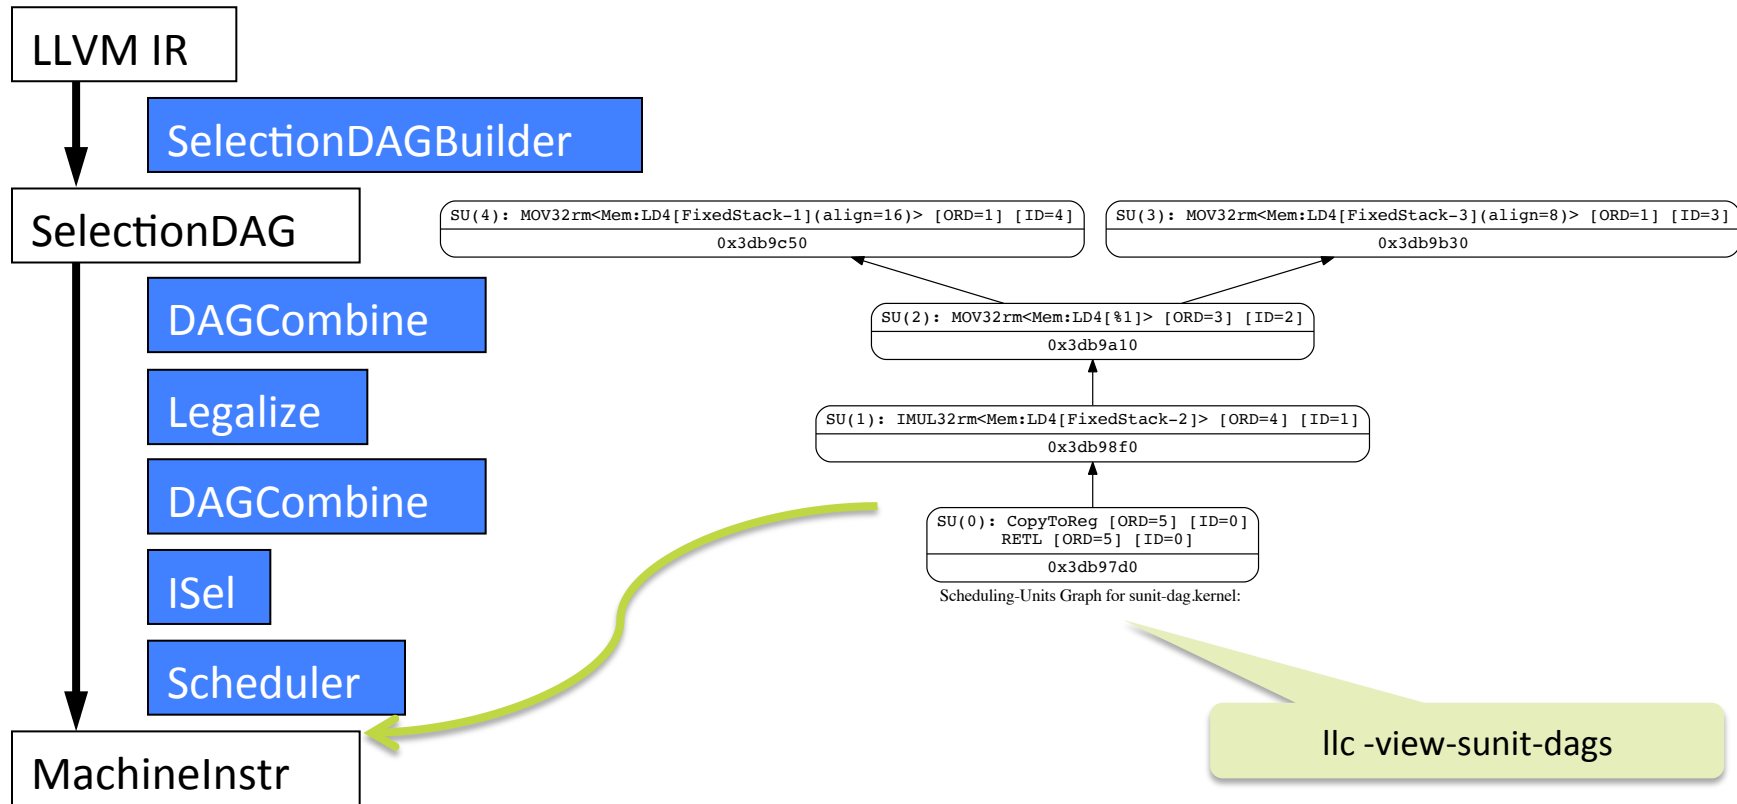 LLVM IR
SelectionDAGBuilder
SelectionDAG
DAGCombine
Legalize
DAGCombine
ISel
Scheduler
MachineInstr
SU(4): MOV32rm<Mem:LD4[FixedStack-1](align=16)> [ORD=1] [ID=4]
0x3db9c50
SU(3): MOV32rm<Mem:LD4[FixedStack-3](align=8)> [ORD=1] [ID=3]
0x3db9b30
SU(2): MOV32rm<Mem:LD4[%1]> [ORD=3] [ID=2]
0x3db9a10
SU(1): IMUL32rm<Mem:LD4[FixedStack-2]> [ORD=4] [ID=1]
0x3db98f0
SU(0): CopyToReg [ORD=5] [ID=0]
RETL [ORD=5] [ID=0]
0x3db97d0
Scheduling-Units Graph for sunit-dag.kernel:
llc -view-sunit-dags